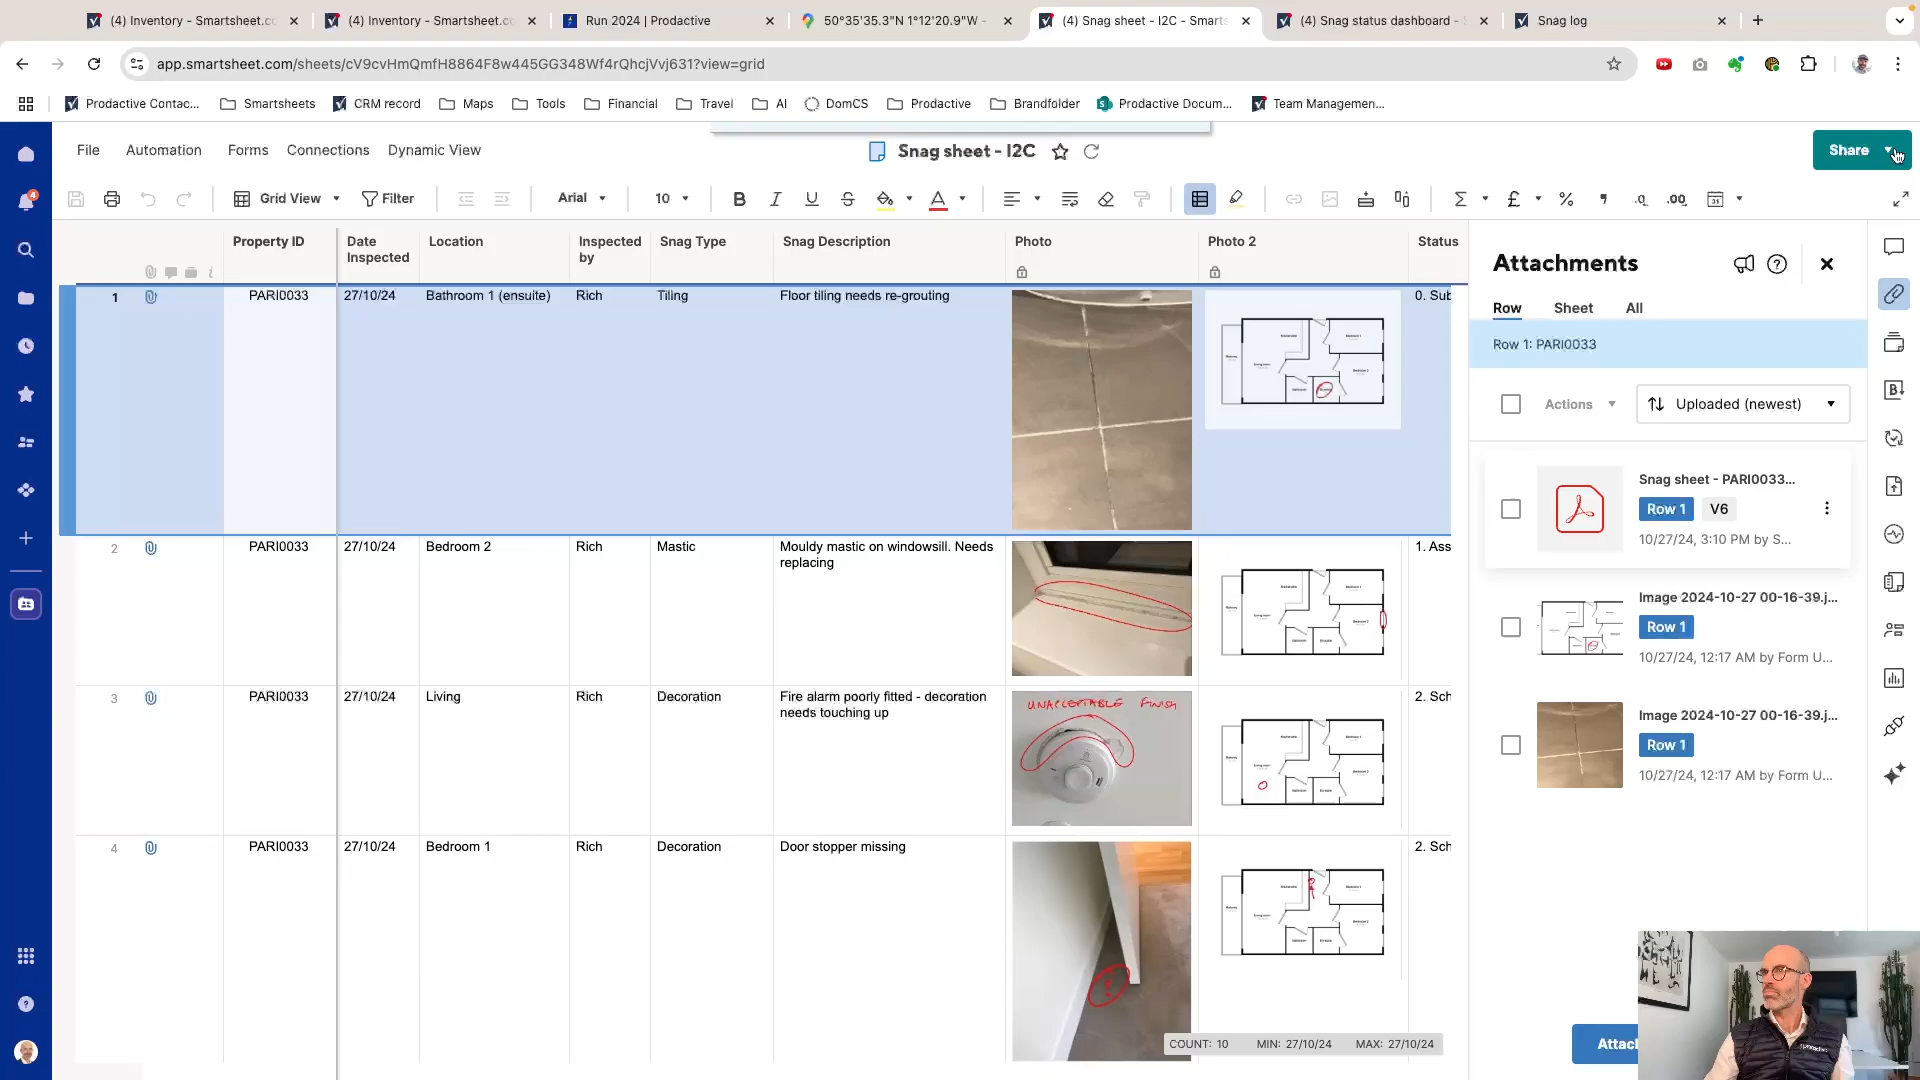 (4) Inventory - Smartsheet.co
(4) Inventory - Smartsheet.co
Run 2024 | Prodactive
50°35'35.3"N 1°12'20.9"W -
(4) Snag sheet - I2C - Smarts
(4) Snag status dashboard - S
Snag log
app.smartsheet.com/sheets/cV9cvHmQmfH8864F8w445GG348Wf4rQhcjVvj631?view=grid
Prodactive Contac...
Smartsheets
CRM record
Maps
Tools
Financial
Travel
AI
DomCS
Prodactive
Brandfolder
Prodactive Docum...
Team Managemen...
File
Automation
Forms
Connections
Dynamic View
Snag sheet - I2C
Share
4
Grid View
Filter
Arial
10
B
I
U
S
A
Σ
£
%
.0
.00
31
Property ID
Date Inspected
Location
Inspected by
Snag Type
Snag Description
Photo
Photo 2
Status
1
PARI0033
27/10/24
Bathroom 1 (ensuite)
Rich
Tiling
Floor tiling needs re-grouting
0. Sub
2
PARI0033
27/10/24
Bedroom 2
Rich
Mastic
Mouldy mastic on windowsill. Needs
replacing
1. Ass
3
PARI0033
27/10/24
Living
Rich
Decoration
Fire alarm poorly fitted - decoration
needs touching up
UNACCEPTABLE FINISH
2. Sch
4
PARI0033
27/10/24
Bedroom 1
Rich
Decoration
Door stopper missing
2. Sch
COUNT: 10
MIN: 27/10/24
MAX: 27/10/24
Attachments
Row
Sheet
All
Row 1: PARI0033
Actions
Uploaded (newest)
Snag sheet - PARI0033...
Row 1
V6
10/27/24, 3:10 PM by S...
Image 2024-10-27 00-16-39.j...
Row 1
10/27/24, 12:17 AM by Form U...
Image 2024-10-27 00-16-39.j...
Row 1
10/27/24, 12:17 AM by Form U...
Attach